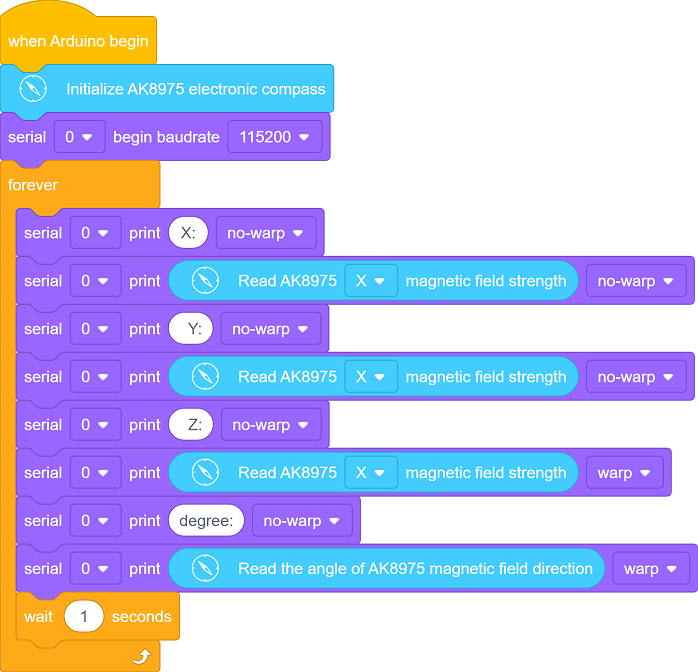 when Arduino begin
Initialize AK8975 electronic compass
serial 0 begin baudrate 115200
forever
serial 0 print X: no-warp
serial 0 print Read AK8975 X magnetic field strength no-warp
serial 0 print Y: no-warp
serial 0 print Read AK8975 X magnetic field strength no-warp
serial 0 print Z: no-warp
serial 0 print Read AK8975 X magnetic field strength warp
serial 0 print degree: no-warp
serial 0 print Read the angle of AK8975 magnetic field direction warp
wait 1 seconds